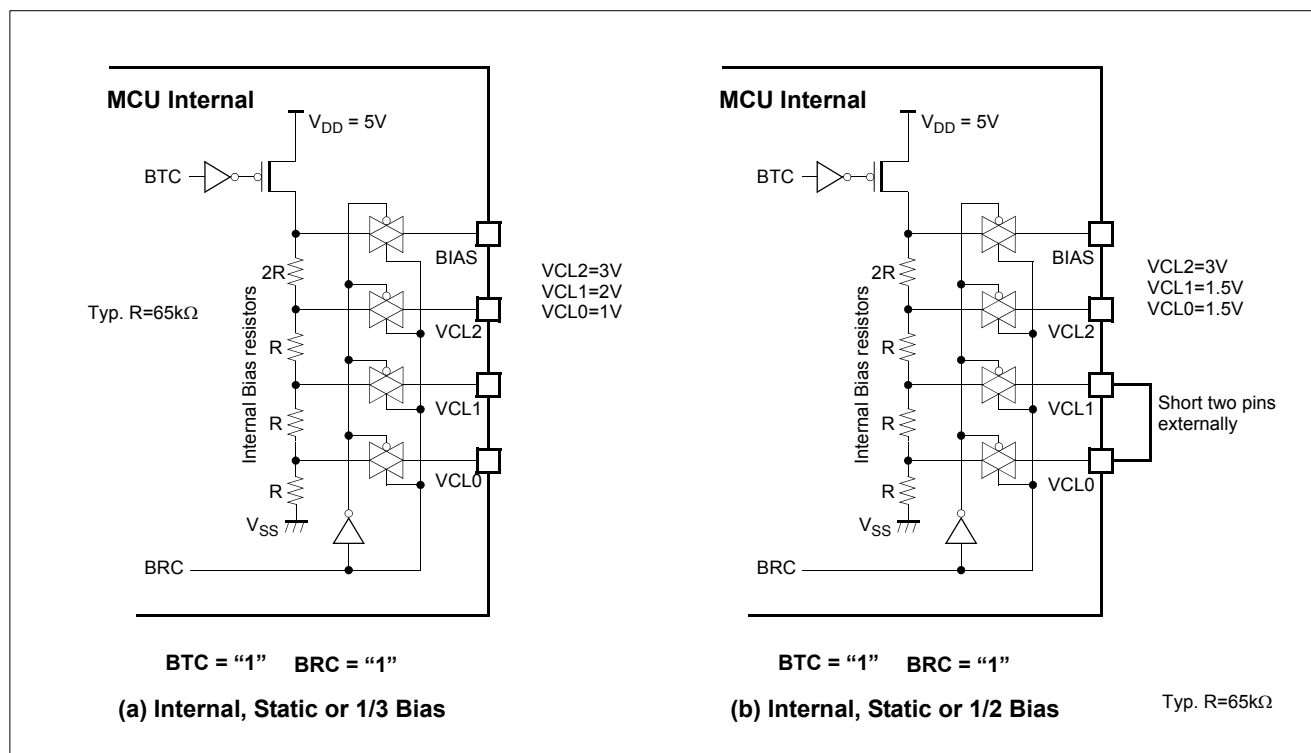 MCU Internal
V_DD = 5V
BTC
BIAS
2R
VCL2=3V
VCL1=2V
VCL0=1V
Typ. R=65kΩ
Internal Bias resistors
VCL2
R
VCL1
R
VCL0
R
V_SS
BRC
BTC = “1” BRC = “1”
(a) Internal, Static or 1/3 Bias
MCU Internal
V_DD = 5V
BTC
BIAS
2R
VCL2=3V
VCL1=1.5V
VCL0=1.5V
Internal Bias resistors
VCL2
R
VCL1
Short two pins
externally
R
VCL0
R
V_SS
BRC
BTC = “1” BRC = “1”
(b) Internal, Static or 1/2 Bias
Typ. R=65kΩ